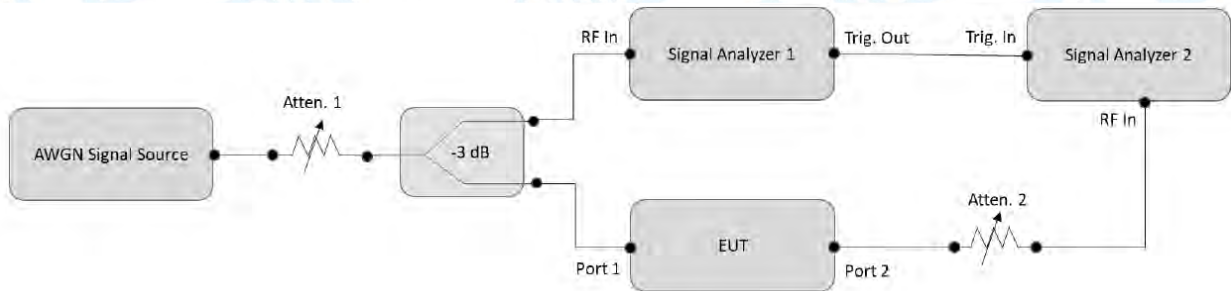 RF In
Signal Analyzer 1
Trig. Out
Trig. In
Signal Analyzer 2
RF In
Atten. 1
AWGN Signal Source
-3 dB
Atten. 2
EUT
Port 1
Port 2